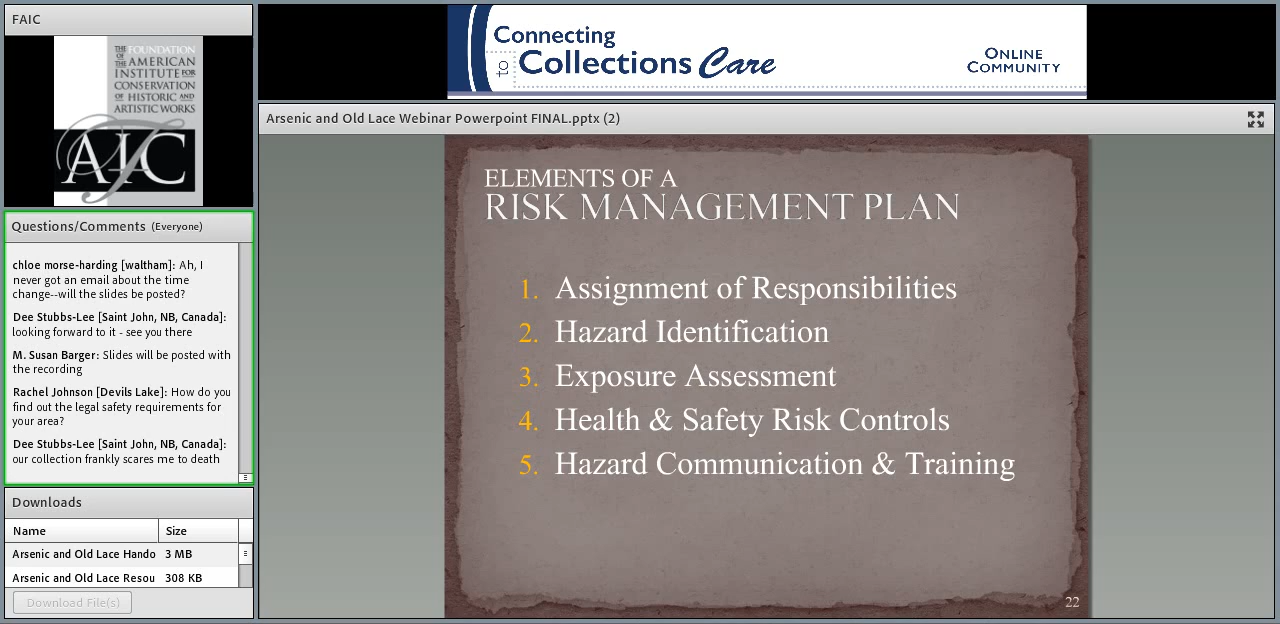 FAIC
THE FOUNDATION
OF THE AMERICAN
INSTITUTE FOR
CONSERVATION
OF HISTORIC AND
ARTISTIC WORKS
FAIC
Questions/Comments (Everyone)
chloe morse-harding [waltham]: Ah, I
never got an email about the time
change--will the slides be posted?
Dee Stubbs-Lee [Saint John, NB, Canada]:
looking forward to it - see you there
M. Susan Barger: Slides will be posted with
the recording
Rachel Johnson [Devils Lake]: How do you
find out the legal safety requirements for
your area?
Dee Stubbs-Lee [Saint John, NB, Canada]:
our collection frankly scares me to death
Downloads
Name Size
Arsenic and Old Lace Hando 3 MB
Arsenic and Old Lace Resou 308 KB
Download File(s)
Connecting
to Collections Care
ONLINE
COMMUNITY
Arsenic and Old Lace Webinar Powerpoint FINAL.pptx (2)
ELEMENTS OF A
RISK MANAGEMENT PLAN
1. Assignment of Responsibilities
2. Hazard Identification
3. Exposure Assessment
4. Health & Safety Risk Controls
5. Hazard Communication & Training
22